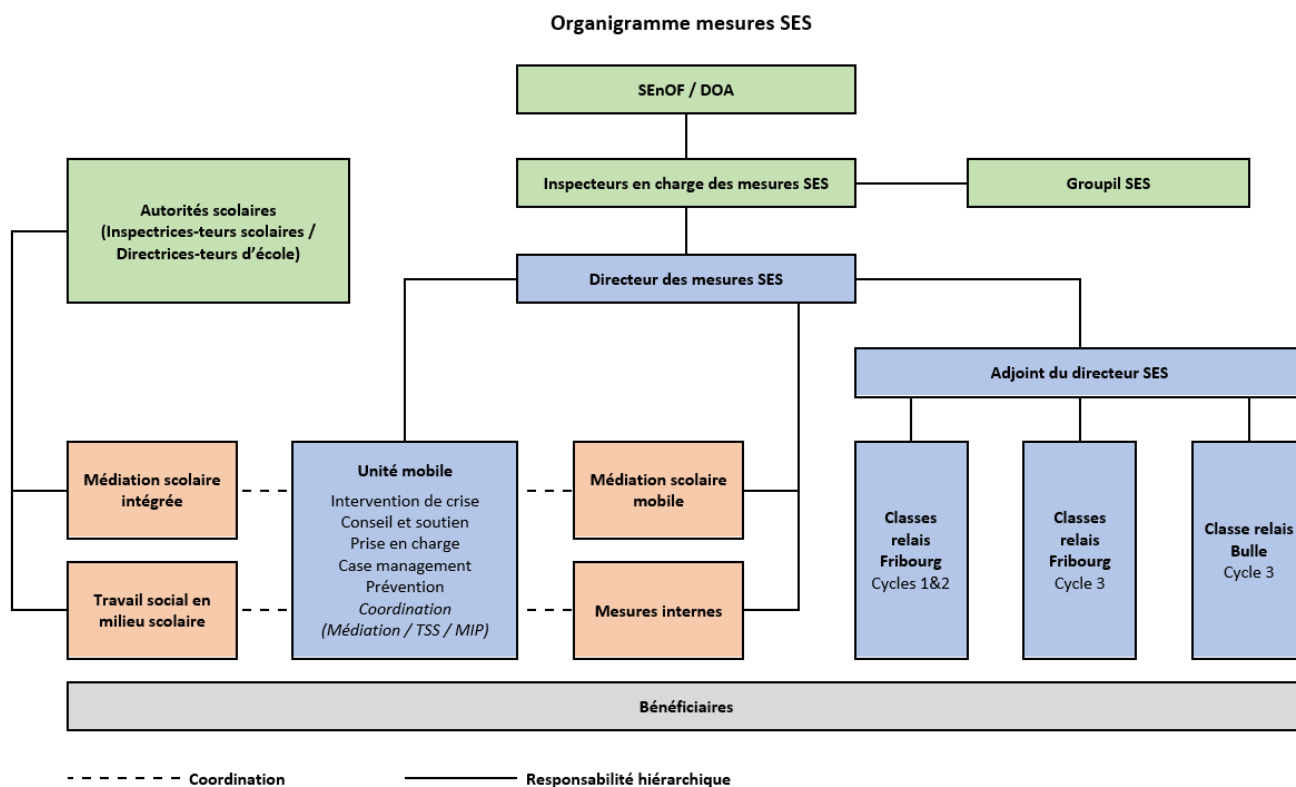 Organigramme mesures SES
SEnOF / DOA
Autorités scolaires
(Inspectrices-teurs scolaires /
Directrices-teurs d’école)
Inspecteurs en charge des mesures SES
Groupil SES
Directeur des mesures SES
Adjoint du directeur SES
Médiation scolaire
intégrée
Travail social en
milieu scolaire
Unité mobile
Intervention de crise
Conseil et soutien
Prise en charge
Case management
Prévention
Coordination
(Médiation / TSS / MIP)
Médiation scolaire
mobile
Mesures internes
Classes
relais
Fribourg
Cycles 1&2
Classes
relais
Fribourg
Cycle 3
Classe relais
Bulle
Cycle 3
Bénéficiaires
Coordination
Responsabilité hiérarchique